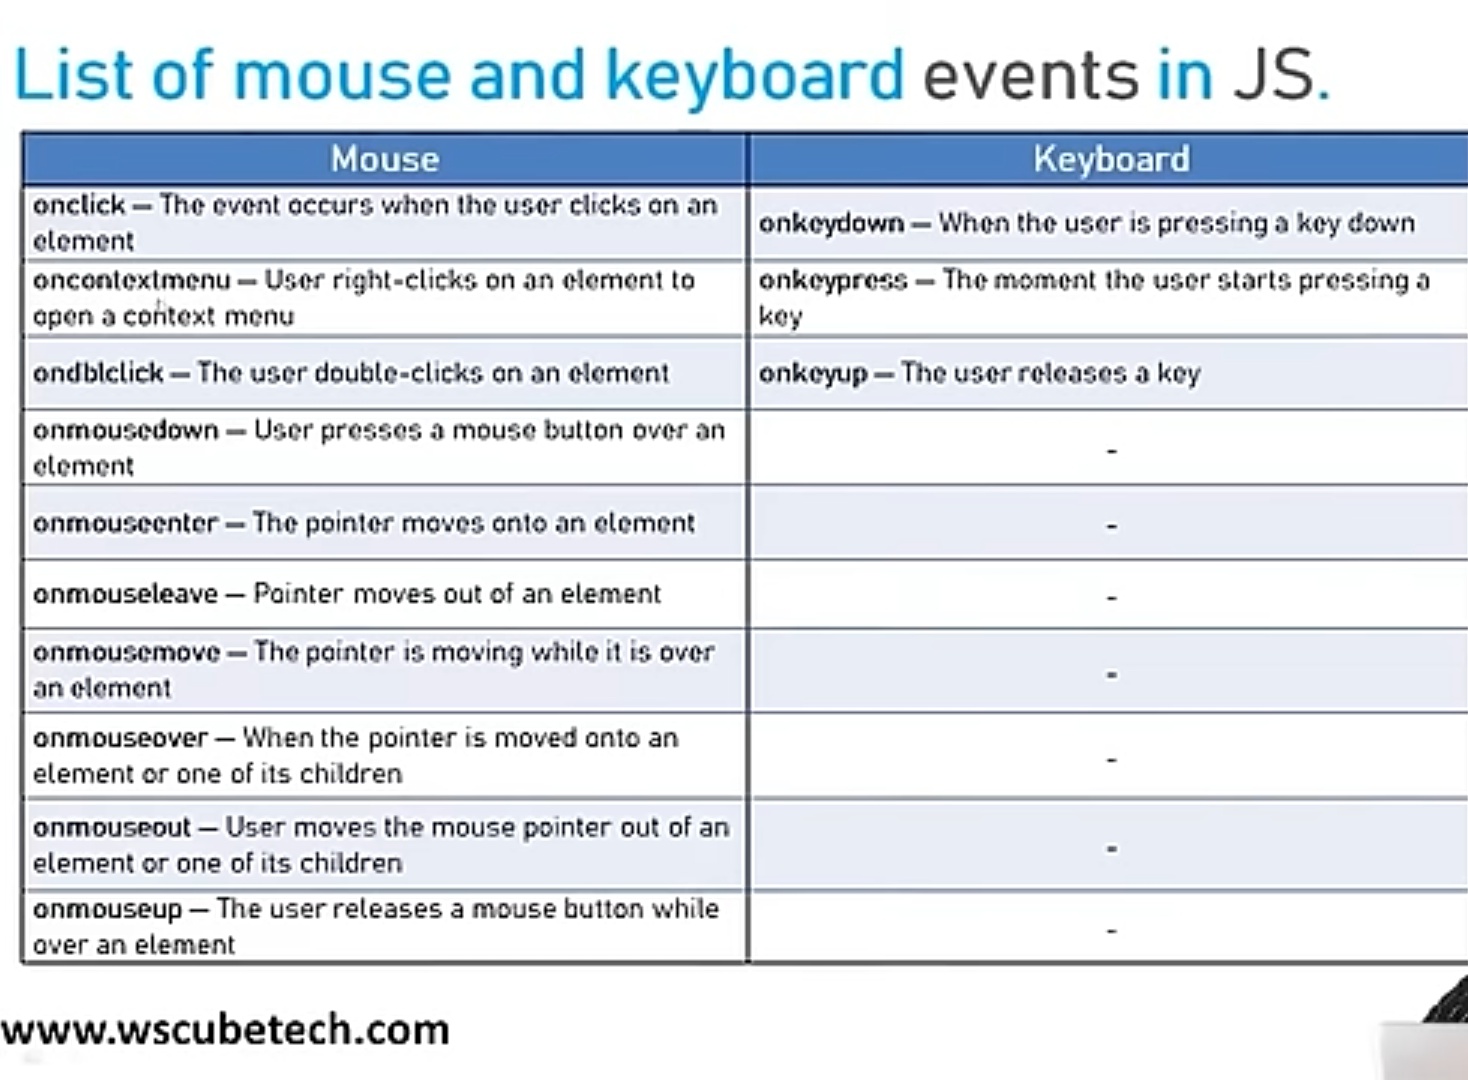 List of mouse and keyboard events in JS.
Mouse
Keyboard
onclick – The event occurs when the user clicks on an
element
onkeydown – When the user is pressing a key down
oncontextmenu – User right-clicks on an element to
open a context menu
onkeypress – The moment the user starts pressing a
key
ondblclick – The user double-clicks on an element
onkeyup – The user releases a key
onmousedown – User presses a mouse button over an
element
-
onmouseenter – The pointer moves onto an element
-
onmouseleave – Pointer moves out of an element
-
onmousemove – The pointer is moving while it is over
an element
-
onmouseover – When the pointer is moved onto an
element or one of its children
-
onmouseout – User moves the mouse pointer out of an
element or one of its children
-
onmouseup – The user releases a mouse button while
over an element
-
www.wscubetech.com